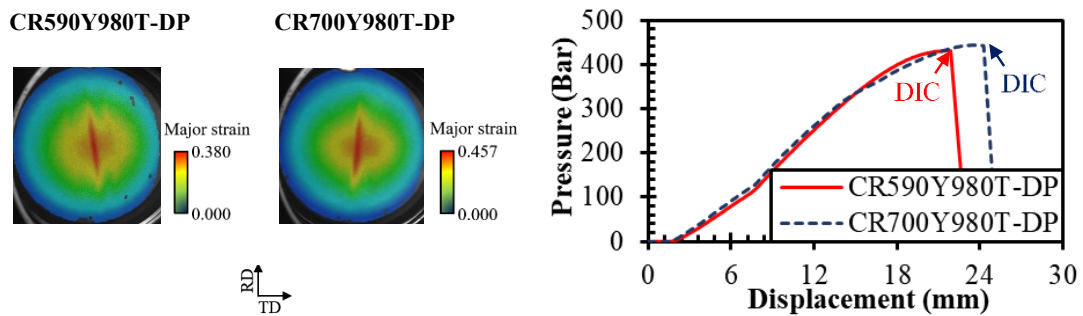 CR590Y980T-DP
CR700Y980T-DP
Major strain
0.380
0.000
Major strain
0.457
0.000
RD
TD
Pressure (Bar)
500
400
300
200
100
0
0 6 12 18 24 30
Displacement (mm)
DIC
DIC
CR590Y980T-DP
CR700Y980T-DP